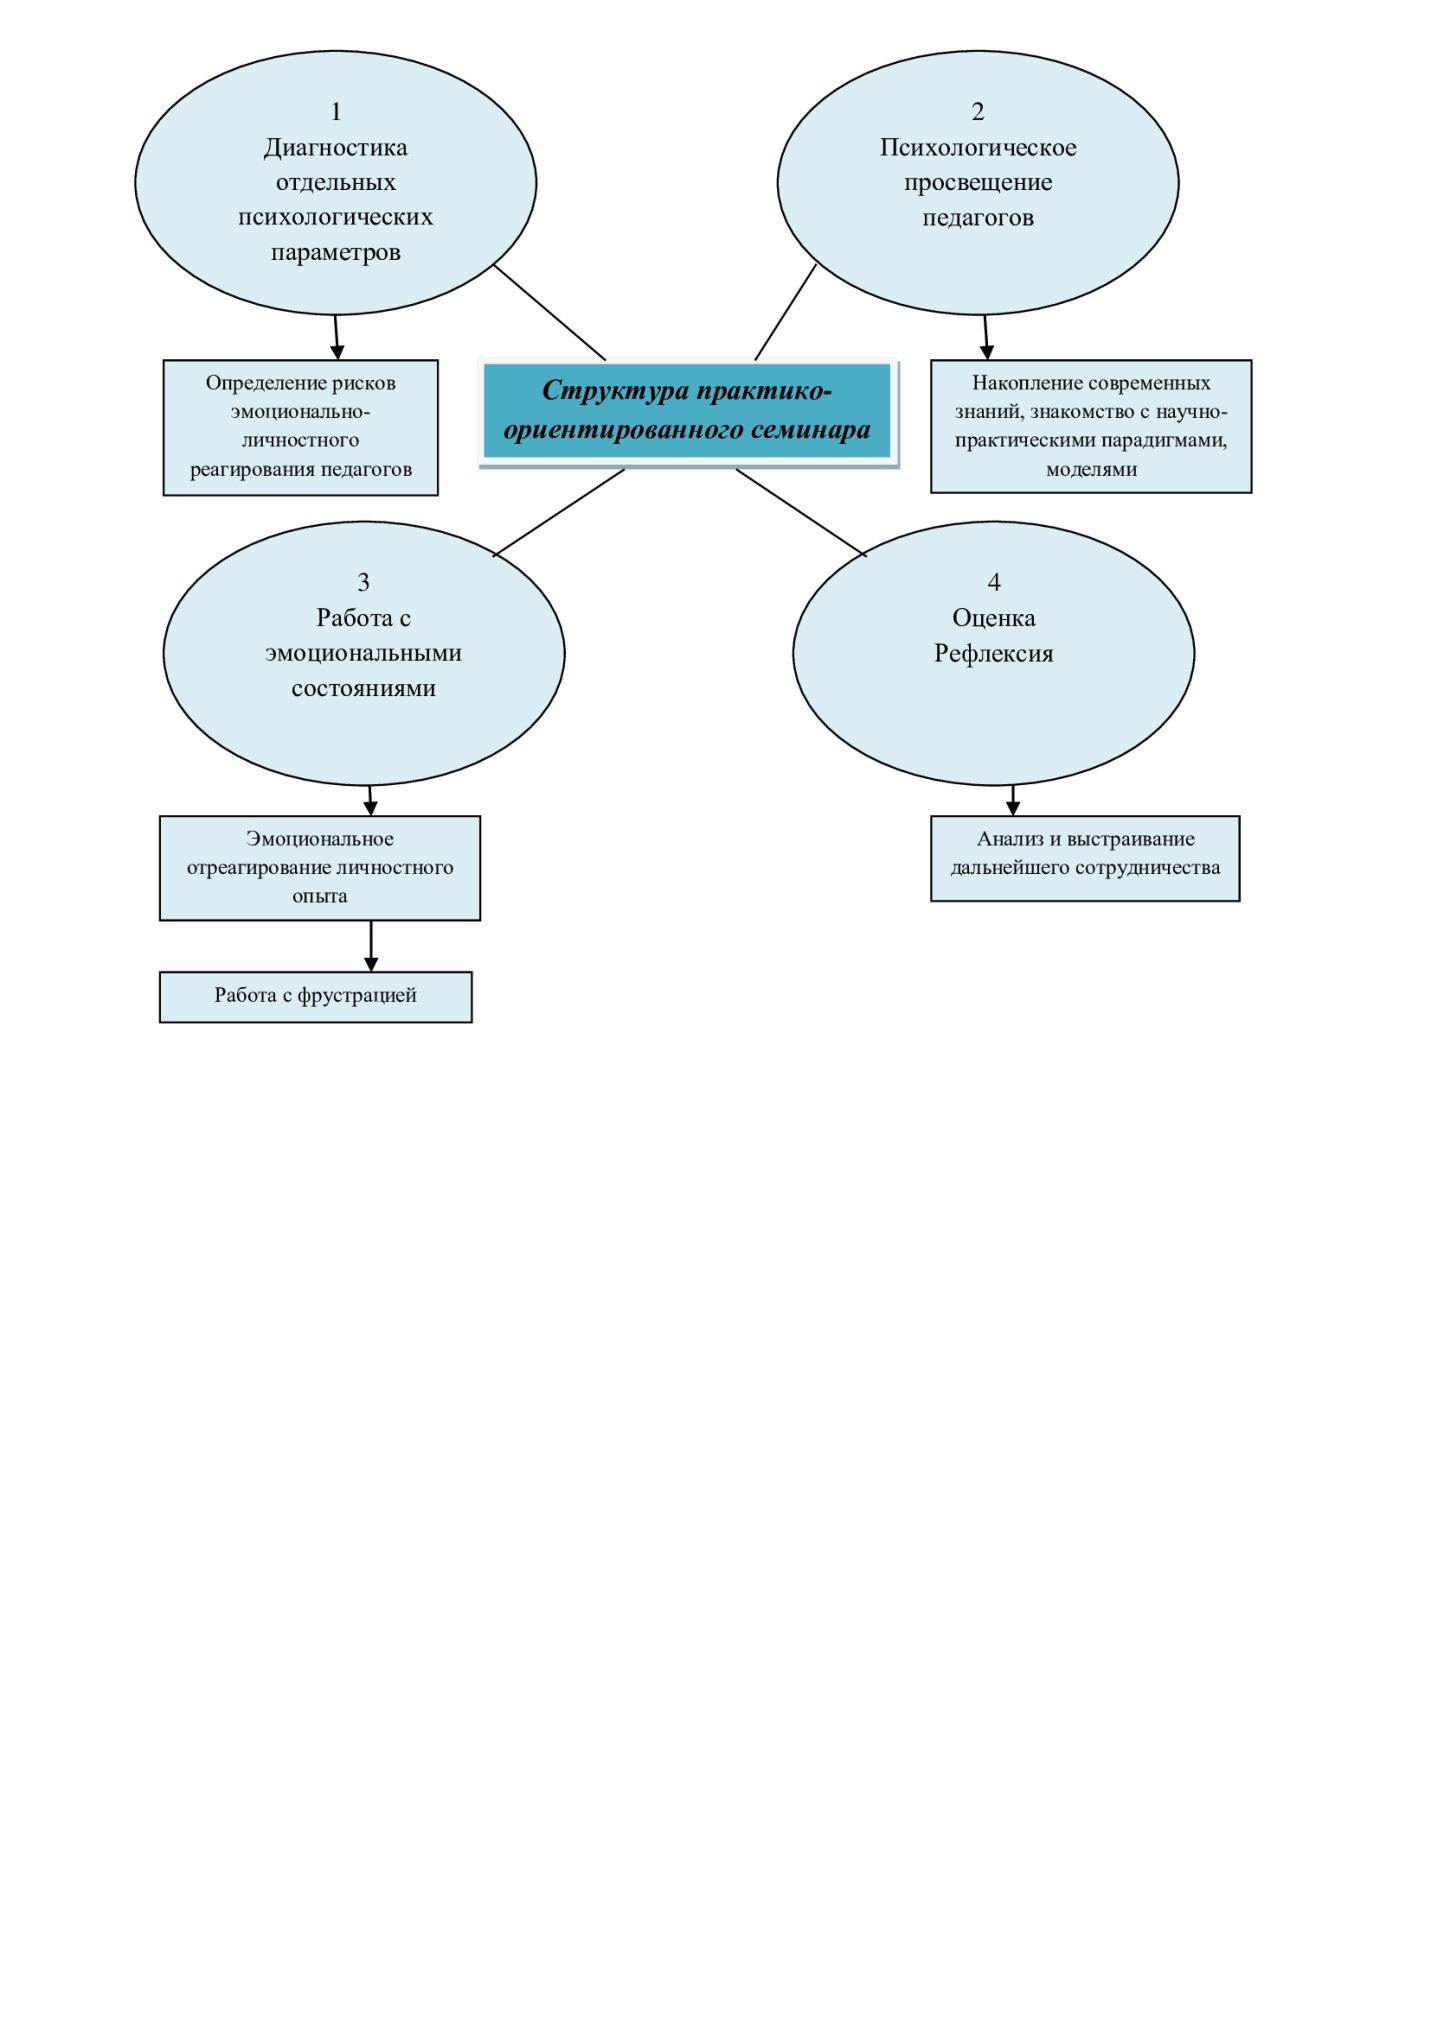 1
Диагностика
отдельных
психологических
параметров
2
Психологическое
просвещение
педагогов
Определение рисков
эмоционально-
личностного
реагирования педагогов
Структура практико-
ориентированного семинара
Накопление современных
знаний, знакомство с научно-
практическими парадигмами,
моделями
3
Работа с
эмоциональными
состояниями
4
Оценка
Рефлексия
Эмоциональное
отреагирование личностного
опыта
Анализ и выстраивание
дальнейшего сотрудничества
Работа с фрустрацией